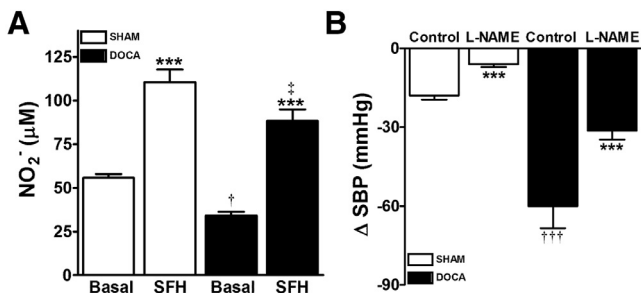 A
SHAM
DOCA
NO2- (μM)
125
100
75
50
25
0
***
†
‡
***
Basal SFH Basal SFH
B
Control L-NAME Control L-NAME
Δ SBP (mmHg)
0
-30
-60
-90
***
†††
***
SHAM
DOCA